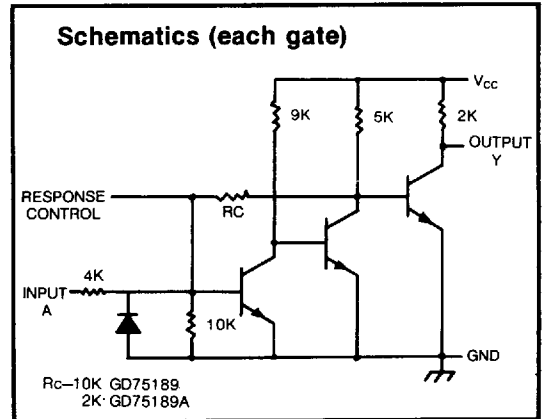 Schematics (each gate)
Vcc
9K
5K
2K
OUTPUT
Y
RESPONSE
CONTROL
RC
4K
INPUT
A
10K
GND
Rc–10K GD75189
2K· GD75189A